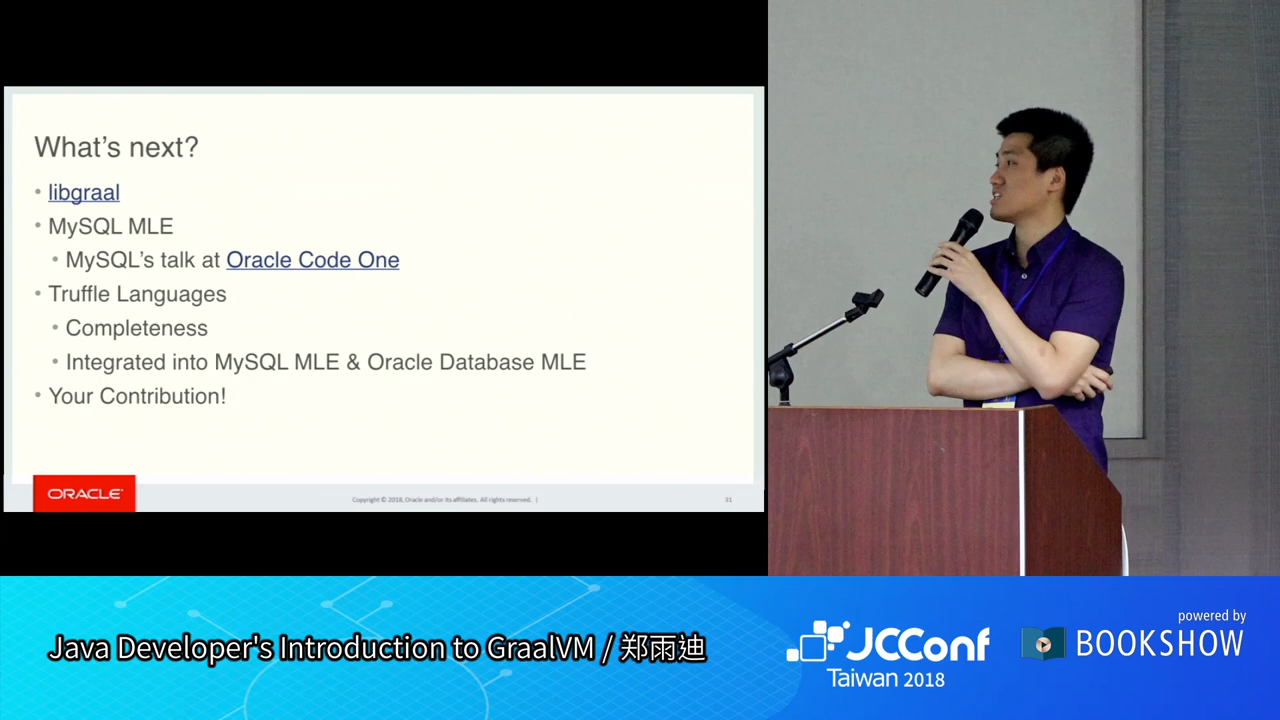 What's next?
• libgraal
• MySQL MLE
• MySQL's talk at Oracle Code One
• Truffle Languages
• Completeness
• Integrated into MySQL MLE & Oracle Database MLE
• Your Contribution!
ORACLE®
Copyright © 2018, Oracle and/or its affiliates. All rights reserved. |
31
Java Developer's Introduction to GraalVM / 郑雨迪
JCConf
Taiwan 2018
powered by
BOOKSHOW